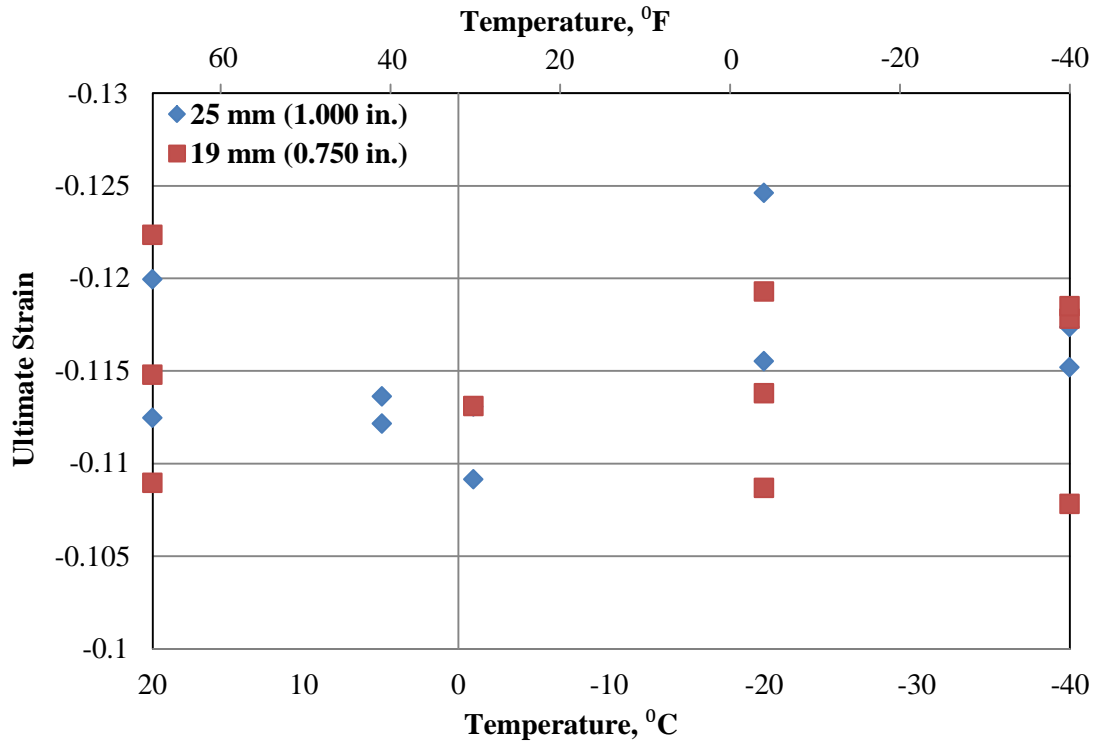 Temperature, ⁰F
60 40 20 0 -20 -40
-0.13
25 mm (1.000 in.)
19 mm (0.750 in.)
-0.125
-0.12
-0.115
-0.11
-0.105
-0.1
Ultimate Strain
20 10 0 -10 -20 -30 -40
Temperature, ⁰C